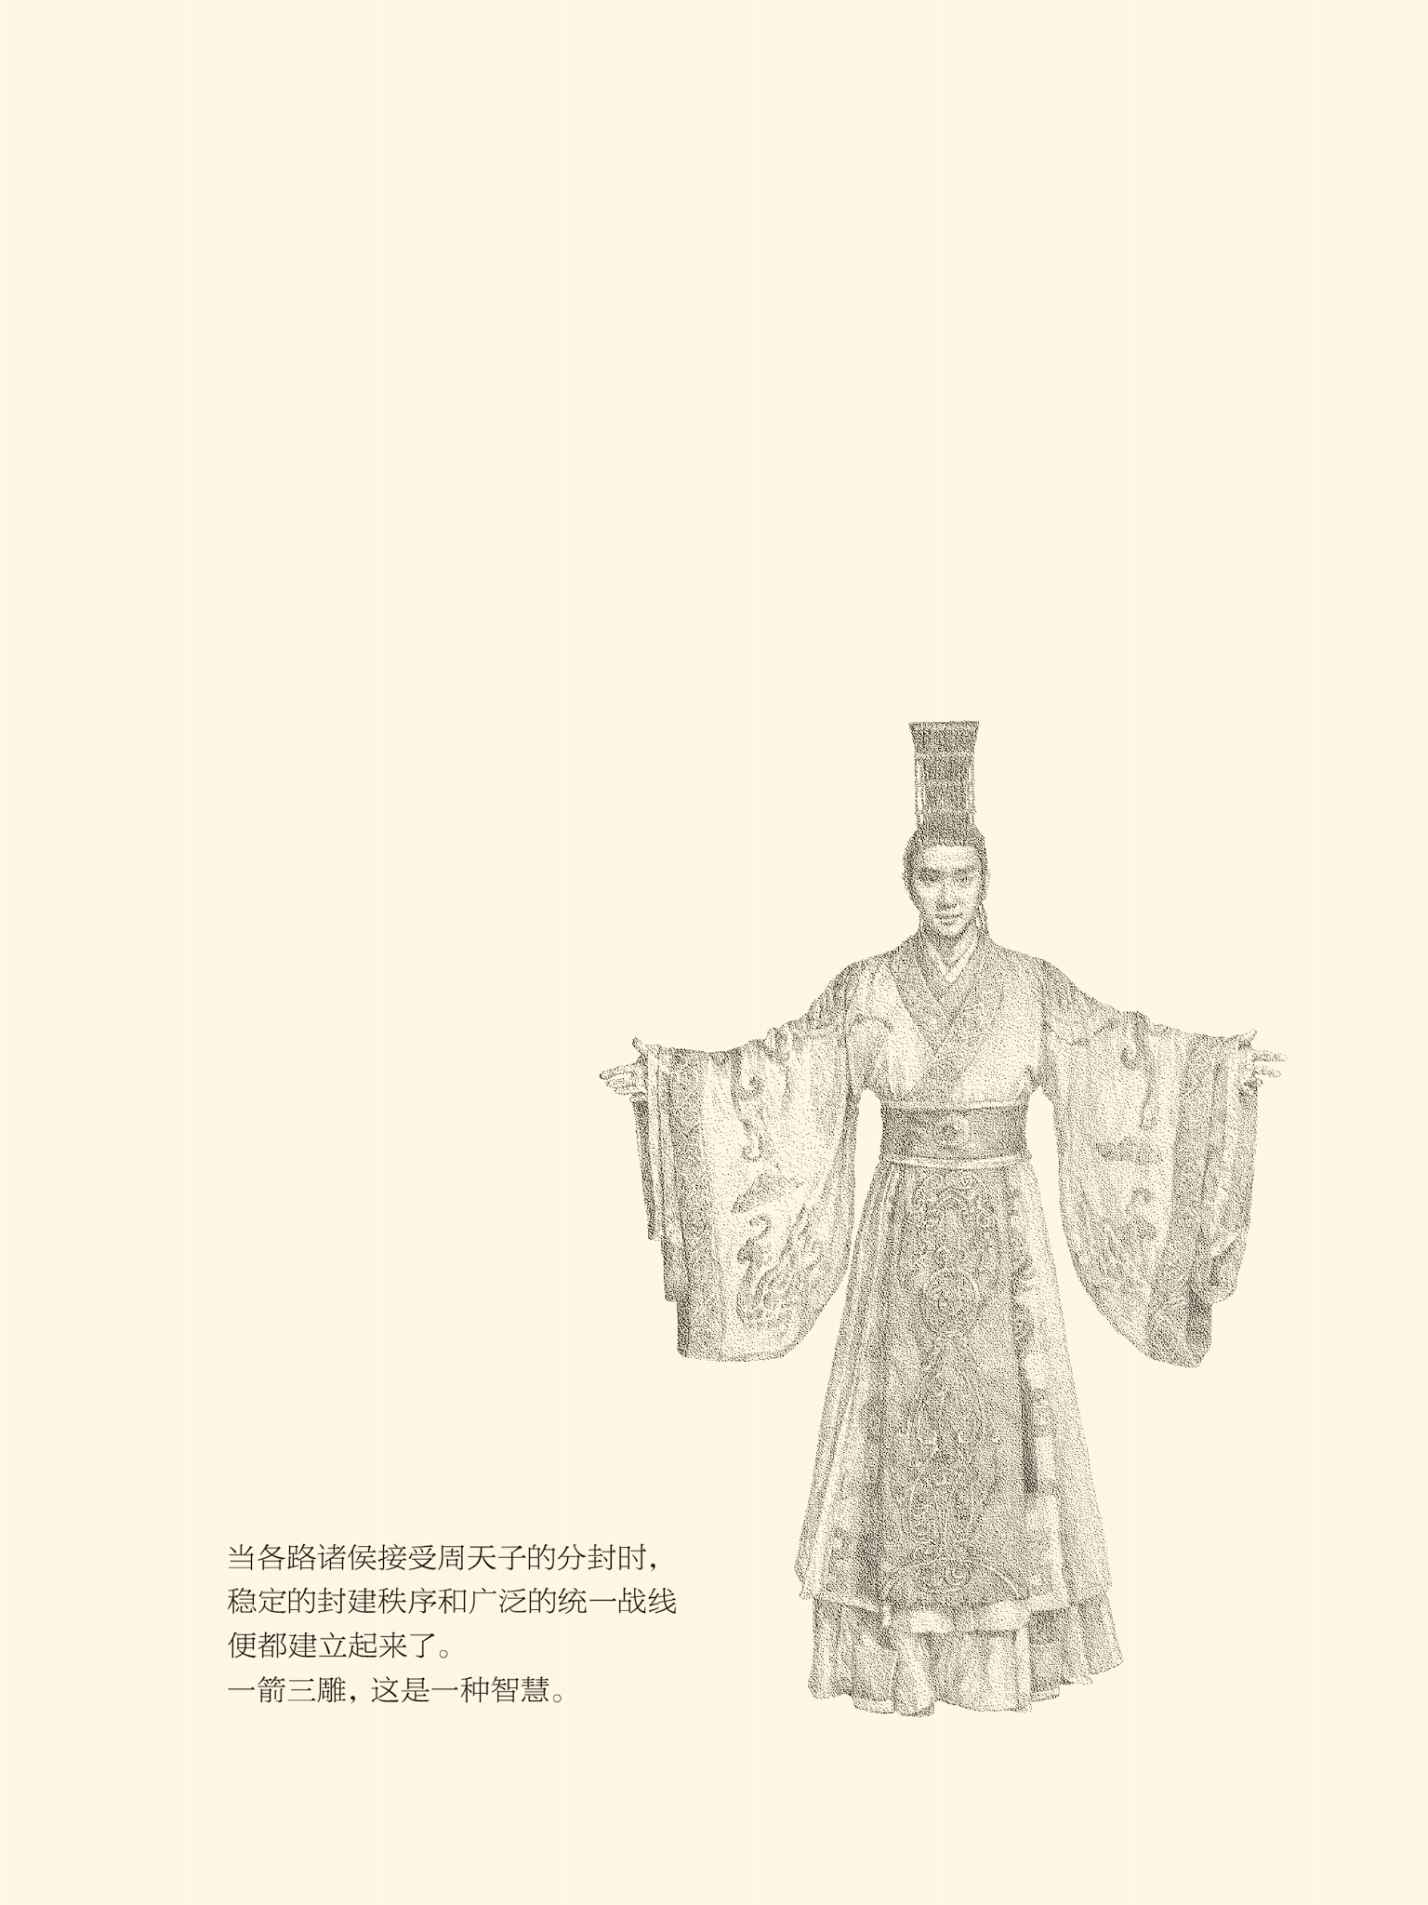 当各路诸侯接受周天子的分封时，
稳定的封建秩序和广泛的统一战线
便都建立起来了。
一箭三雕，这是一种智慧。